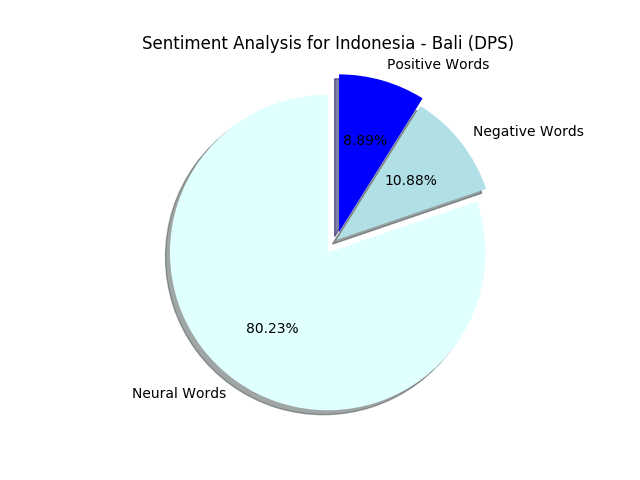 Sentiment Analysis for Indonesia - Bali (DPS)
Positive Words
8.89%
Negative Words
10.88%
80.23%
Neural Words